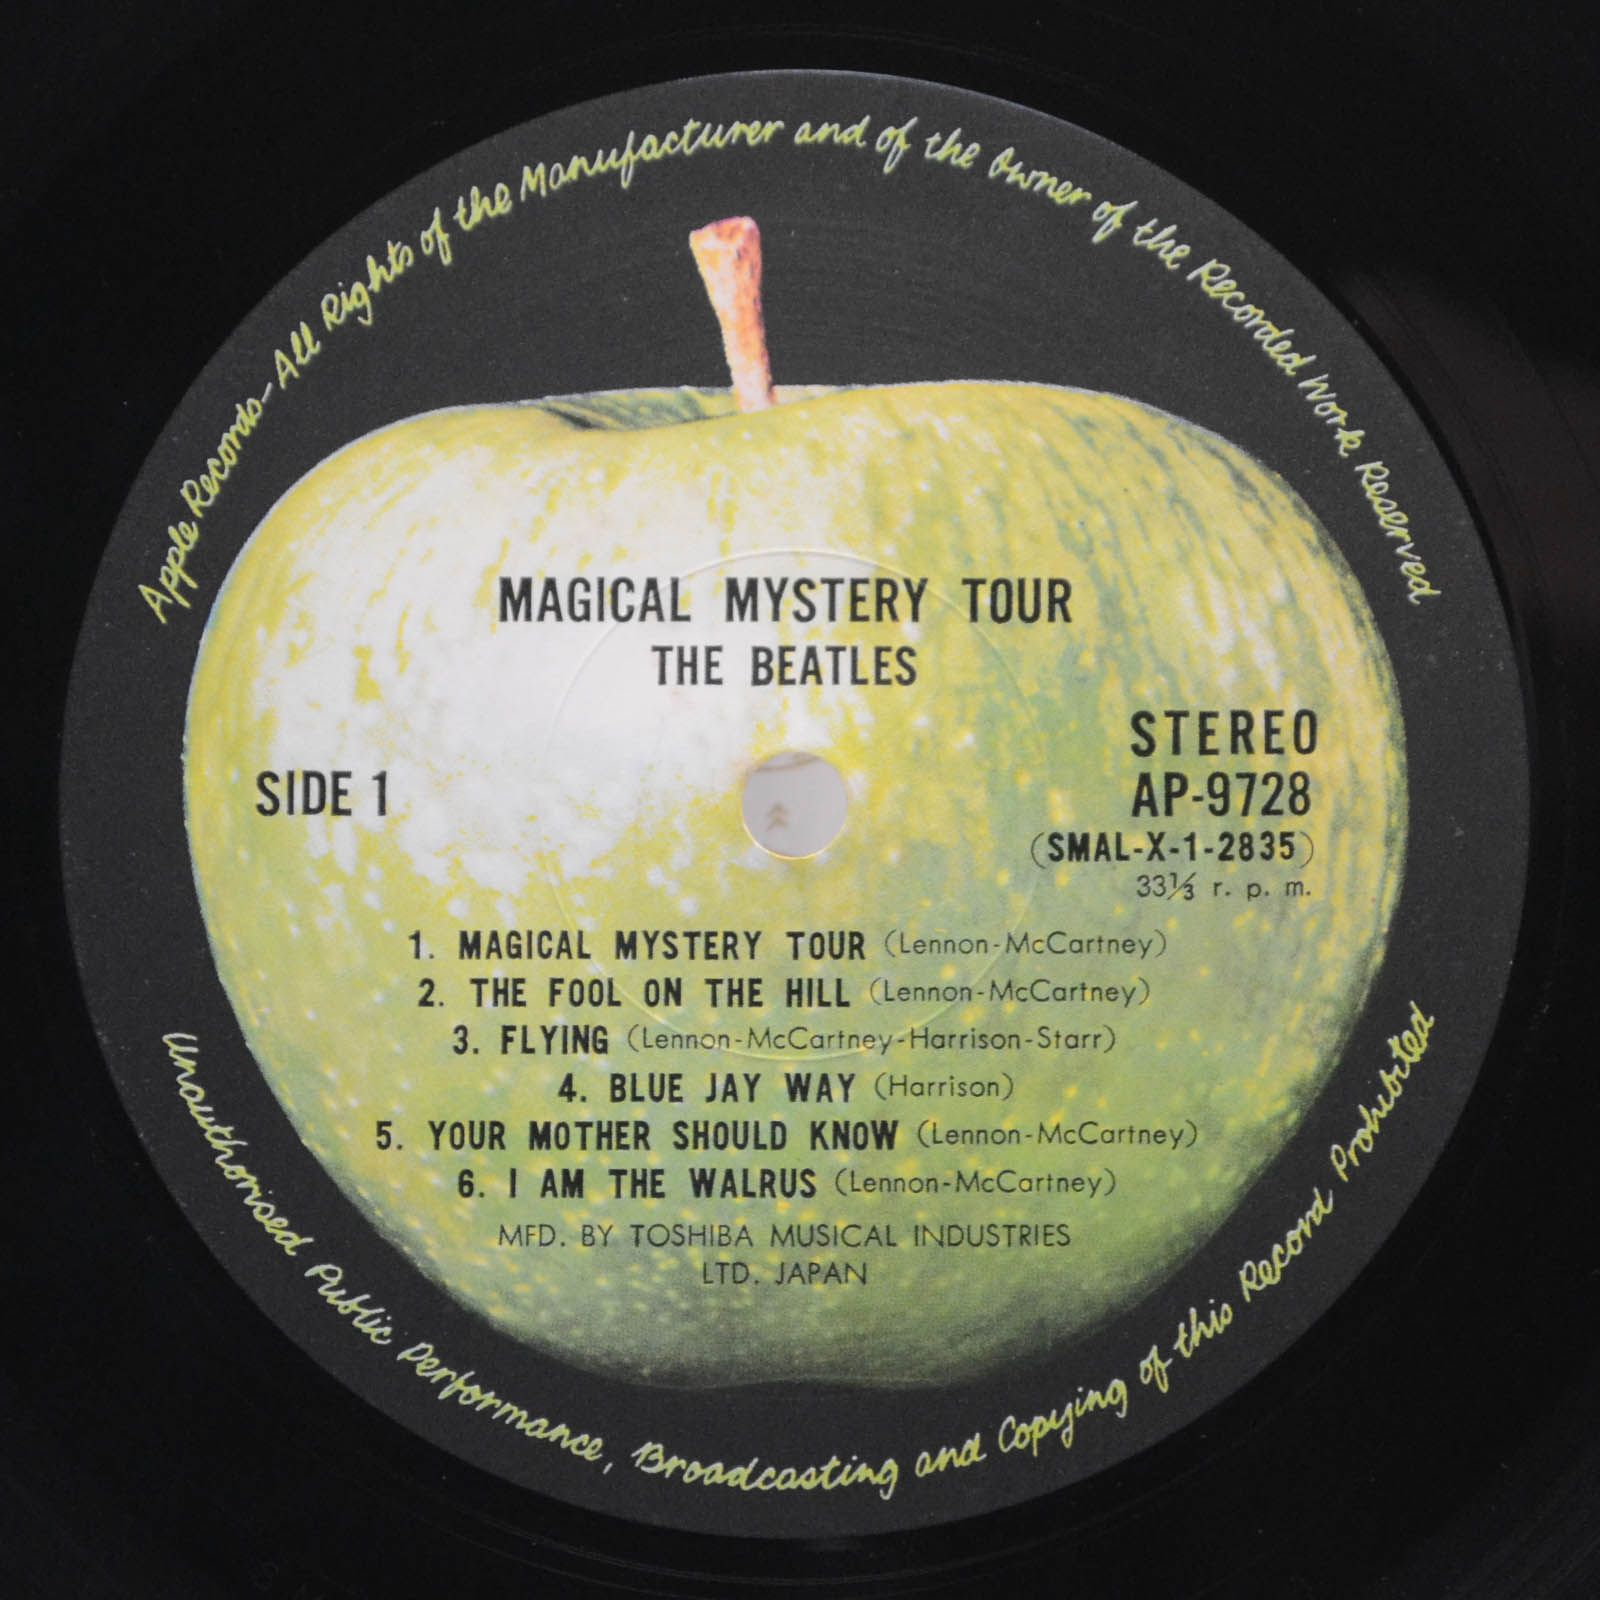 Apple Records-All Rights of the Manufacturer and of the Owner of the Recorded Work Reserved
MAGICAL MYSTERY TOUR
THE BEATLES
STEREO
SIDE 1
AP-9728
(SMAL-X-1-2835)
33⅓ r. p. m.
1. MAGICAL MYSTERY TOUR (Lennon-McCartney)
2. THE FOOL ON THE HILL (Lennon-McCartney)
3. FLYING (Lennon-McCartney-Harrison-Starr)
4. BLUE JAY WAY (Harrison)
5. YOUR MOTHER SHOULD KNOW (Lennon-McCartney)
6. I AM THE WALRUS (Lennon-McCartney)
MFD. BY TOSHIBA MUSICAL INDUSTRIES
LTD. JAPAN
Unauthorised Public Performance, Broadcasting and Copying of this Record Prohibited